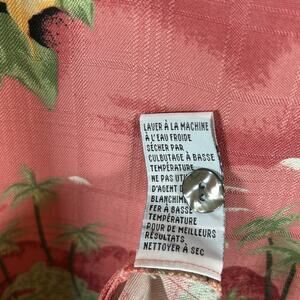 LAVER À LA MACHINE
À L'EAU FROIDE
SÉCHER PAR
CULBUTAGE À BASSE
TEMPÉRATURE
NE PAS
D'AGENT
FER À BASSE
TEMPÉRATURE
POUR DE MEILLEURS
RÉSULTATS
NETTOYER À SEC